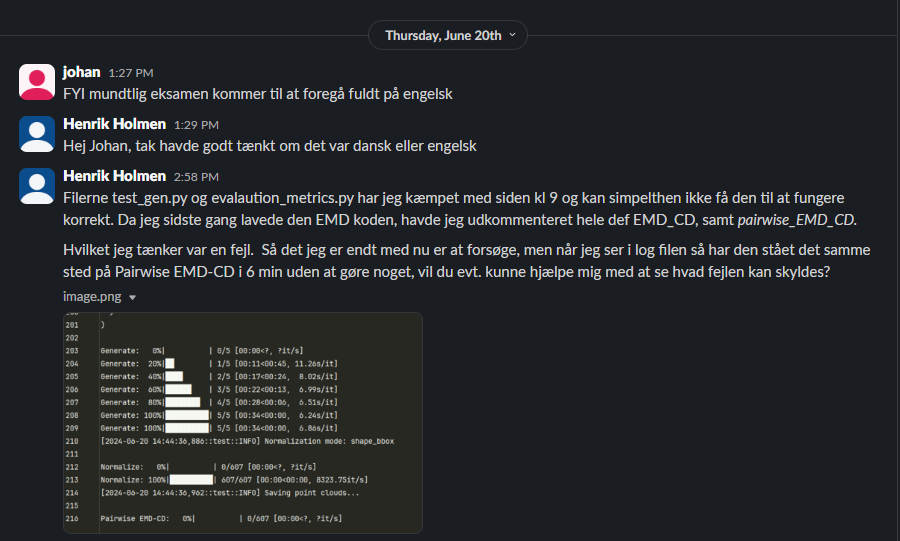 Thursday, June 20th
johan 1:27 PM
FYI mundtlig eksamen kommer til at foregå fuldt på engelsk
Henrik Holmen 1:29 PM
Hej Johan, tak havde godt tænkt om det var dansk eller engelsk
Henrik Holmen 2:58 PM
Filerne test_gen.py og evalaution_metrics.py har jeg kæmpet med siden kl 9 og kan simpelthen ikke få den til at fungere
korrekt. Da jeg sidste gang lavede den EMD koden, havde jeg udkommenteret hele def EMD_CD, samt pairwise_EMD_CD.
Hvilket jeg tænker var en fejl. Så det jeg er endt med nu er at forsøge, men når jeg ser i log filen så har den stået det samme
sted på Pairwise EMD-CD i 6 min uden at gøre noget, vil du evt. kunne hjælpe mig med at se hvad fejlen kan skyldes?
image.png
201 )
202
203 Generate: 0%| | 0/5 [00:00<?, ?it/s]
204 Generate: 20%|██ | 1/5 [00:11<00:45, 11.26s/it]
205 Generate: 40%|████ | 2/5 [00:17<00:24, 8.02s/it]
206 Generate: 60%|██████ | 3/5 [00:22<00:13, 6.99s/it]
207 Generate: 80%|████████ | 4/5 [00:28<00:06, 6.51s/it]
208 Generate: 100%|██████████| 5/5 [00:34<00:00, 6.24s/it]
209 Generate: 100%|██████████| 5/5 [00:34<00:00, 6.86s/it]
210 [2024-06-20 14:44:36,886::test::INFO] Normalization mode: shape_bbox
211
212 Normalize: 0%| | 0/607 [00:00<?, ?it/s]
213 Normalize: 100%|██████████| 607/607 [00:00<00:00, 8323.75it/s]
214 [2024-06-20 14:44:36,962::test::INFO] Saving point clouds...
215
216 Pairwise EMD-CD: 0%| | 0/607 [00:00<?, ?it/s]